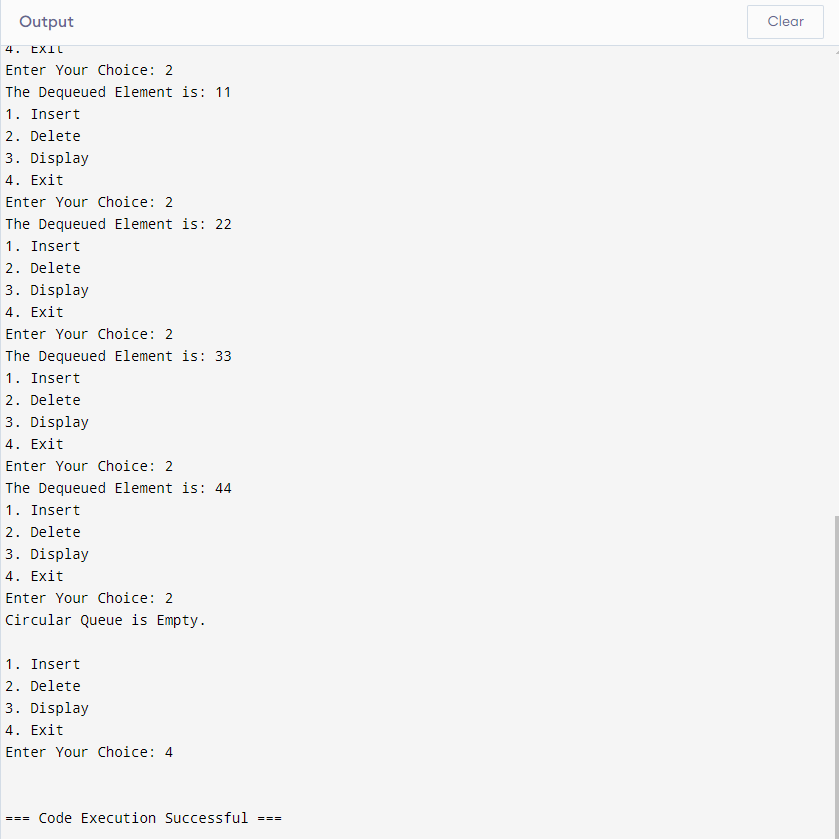 Output
Clear
4. Exit
Enter Your Choice: 2
The Dequeued Element is: 11
1. Insert
2. Delete
3. Display
4. Exit
Enter Your Choice: 2
The Dequeued Element is: 22
1. Insert
2. Delete
3. Display
4. Exit
Enter Your Choice: 2
The Dequeued Element is: 33
1. Insert
2. Delete
3. Display
4. Exit
Enter Your Choice: 2
The Dequeued Element is: 44
1. Insert
2. Delete
3. Display
4. Exit
Enter Your Choice: 2
Circular Queue is Empty.
1. Insert
2. Delete
3. Display
4. Exit
Enter Your Choice: 4
=== Code Execution Successful ===